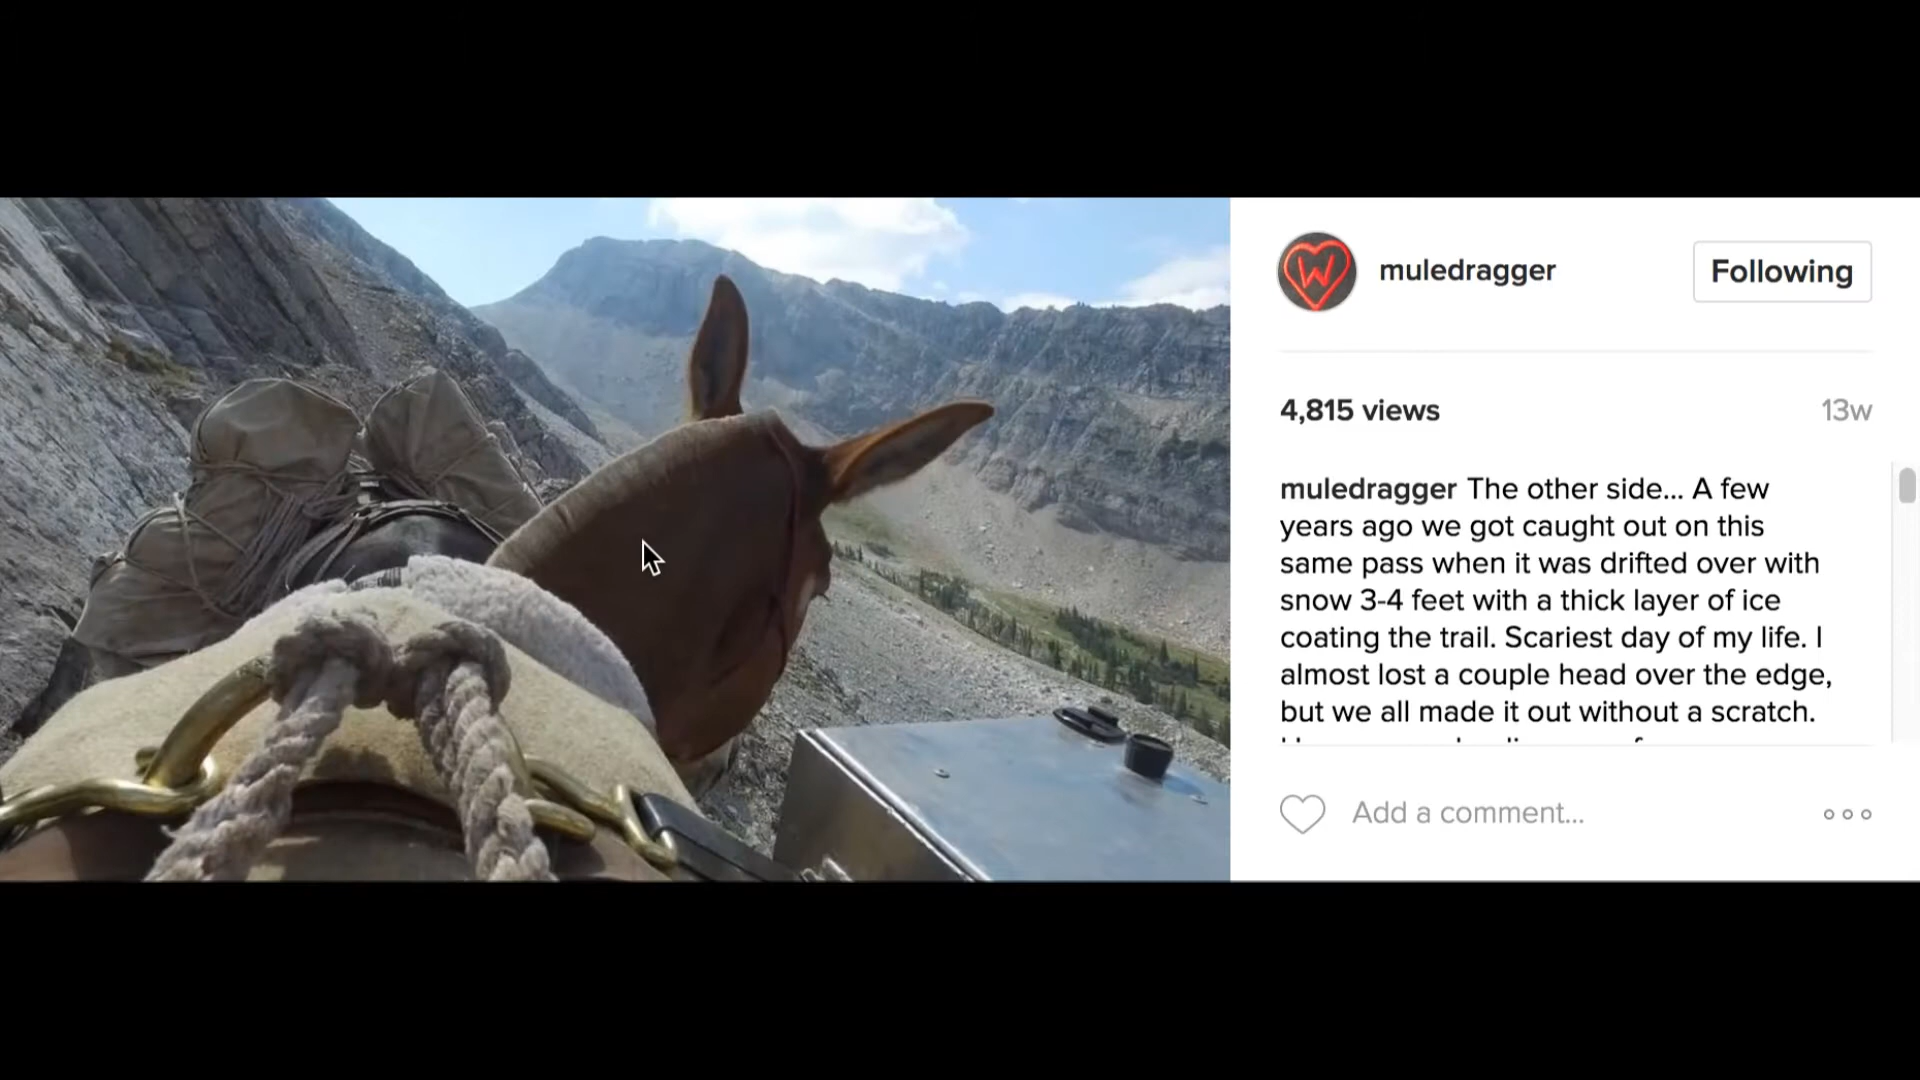 W
muledragger
Following
4,815 views
13w
muledragger The other side... A few
years ago we got caught out on this
same pass when it was drifted over with
snow 3-4 feet with a thick layer of ice
coating the trail. Scariest day of my life. I
almost lost a couple head over the edge,
but we all made it out without a scratch.
Add a comment...